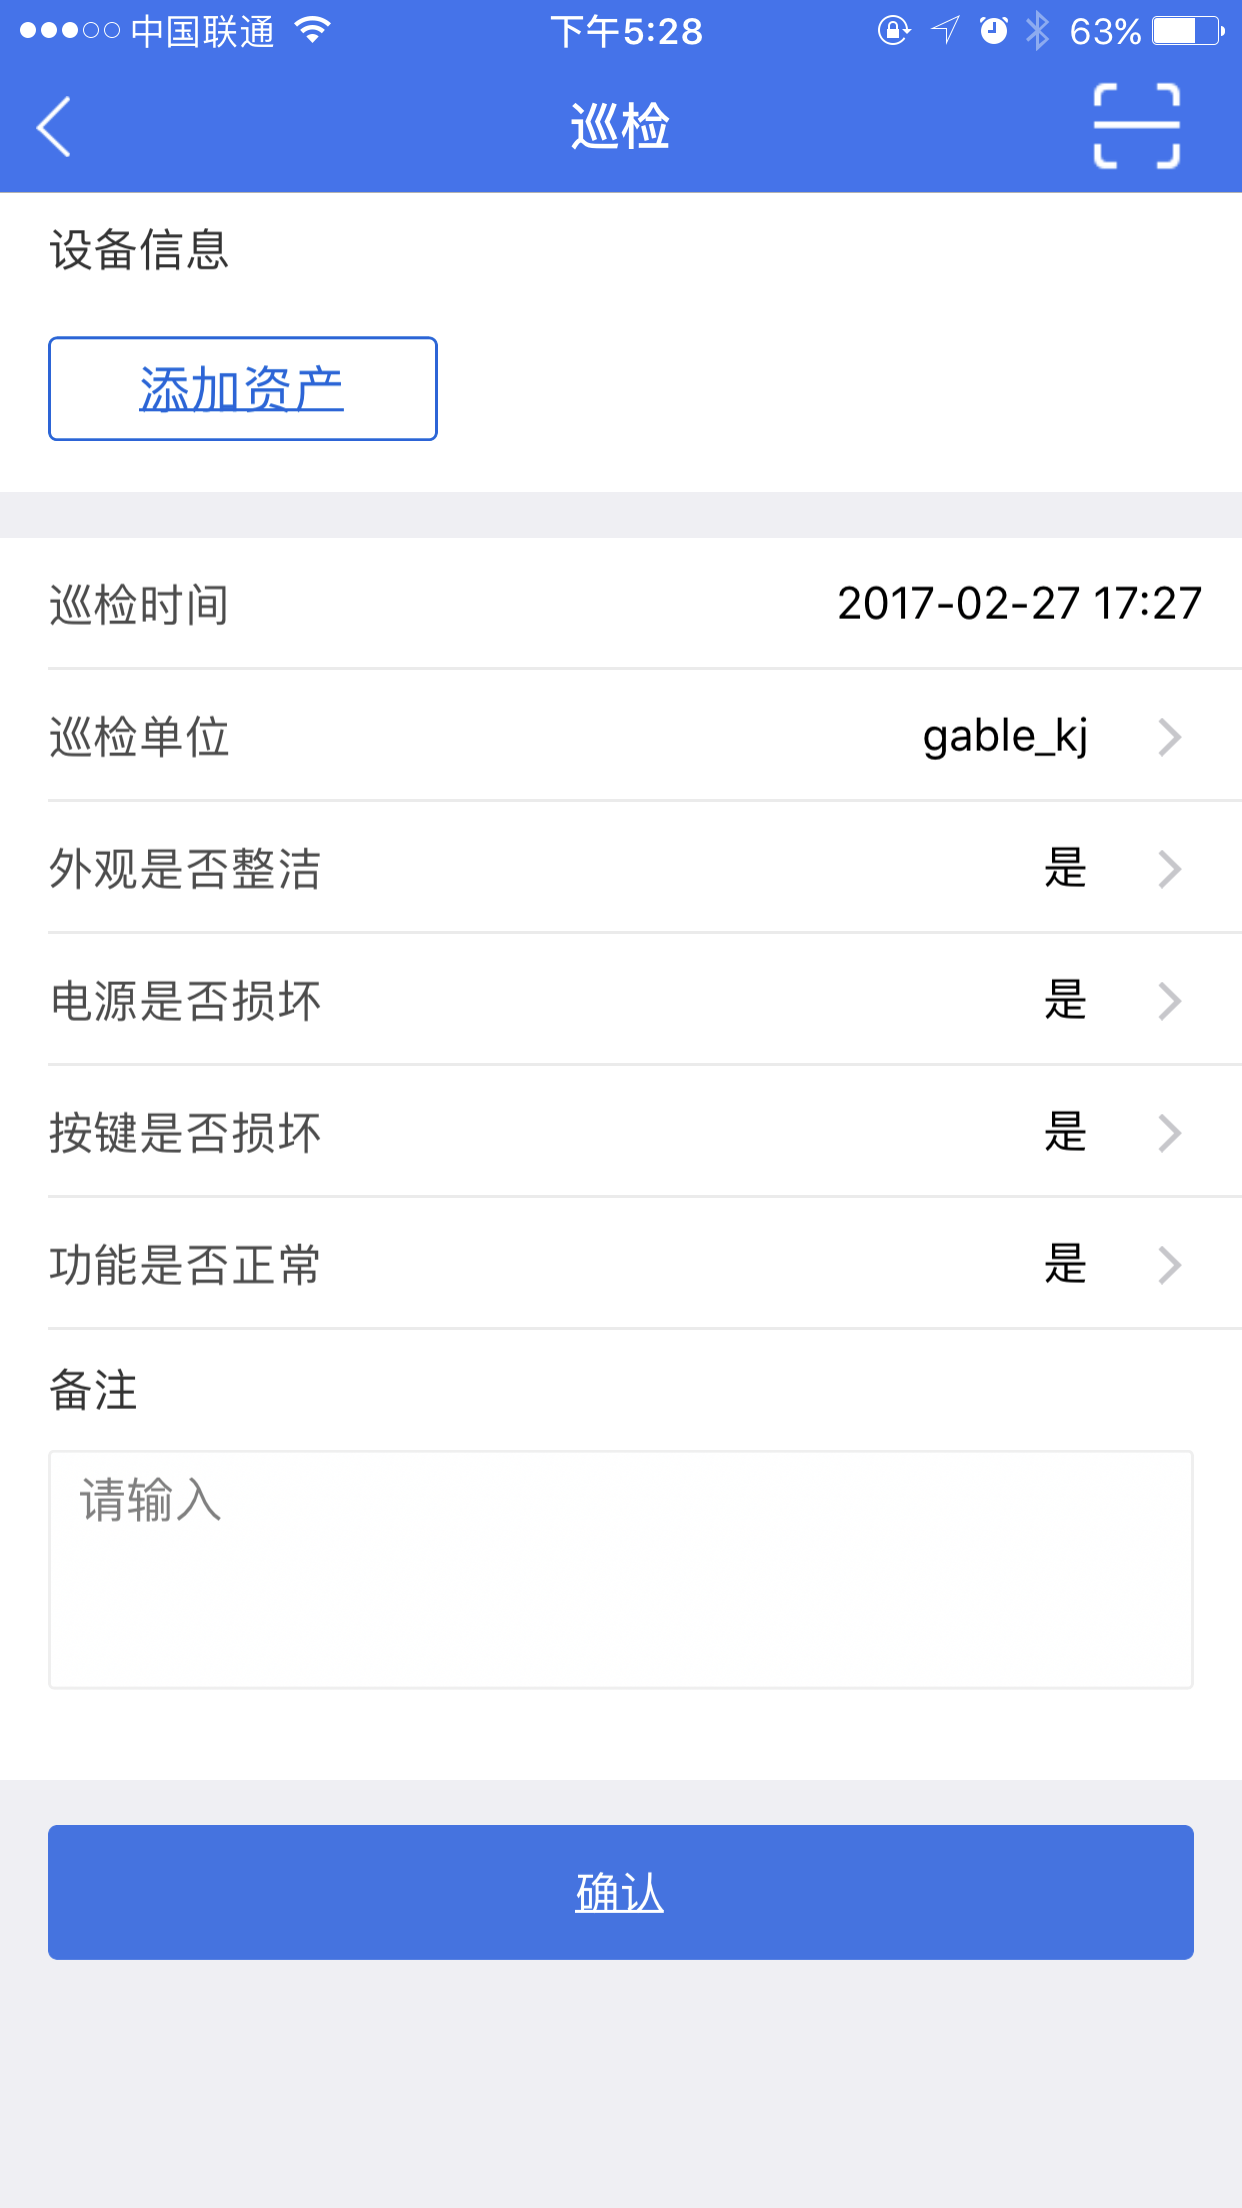 中国联通 下午5:28 63%
巡检
设备信息
添加资产
巡检时间 2017-02-27 17:27
巡检单位 gable_kj
外观是否整洁 是
电源是否损坏 是
按键是否损坏 是
功能是否正常 是
备注
请输入
确认